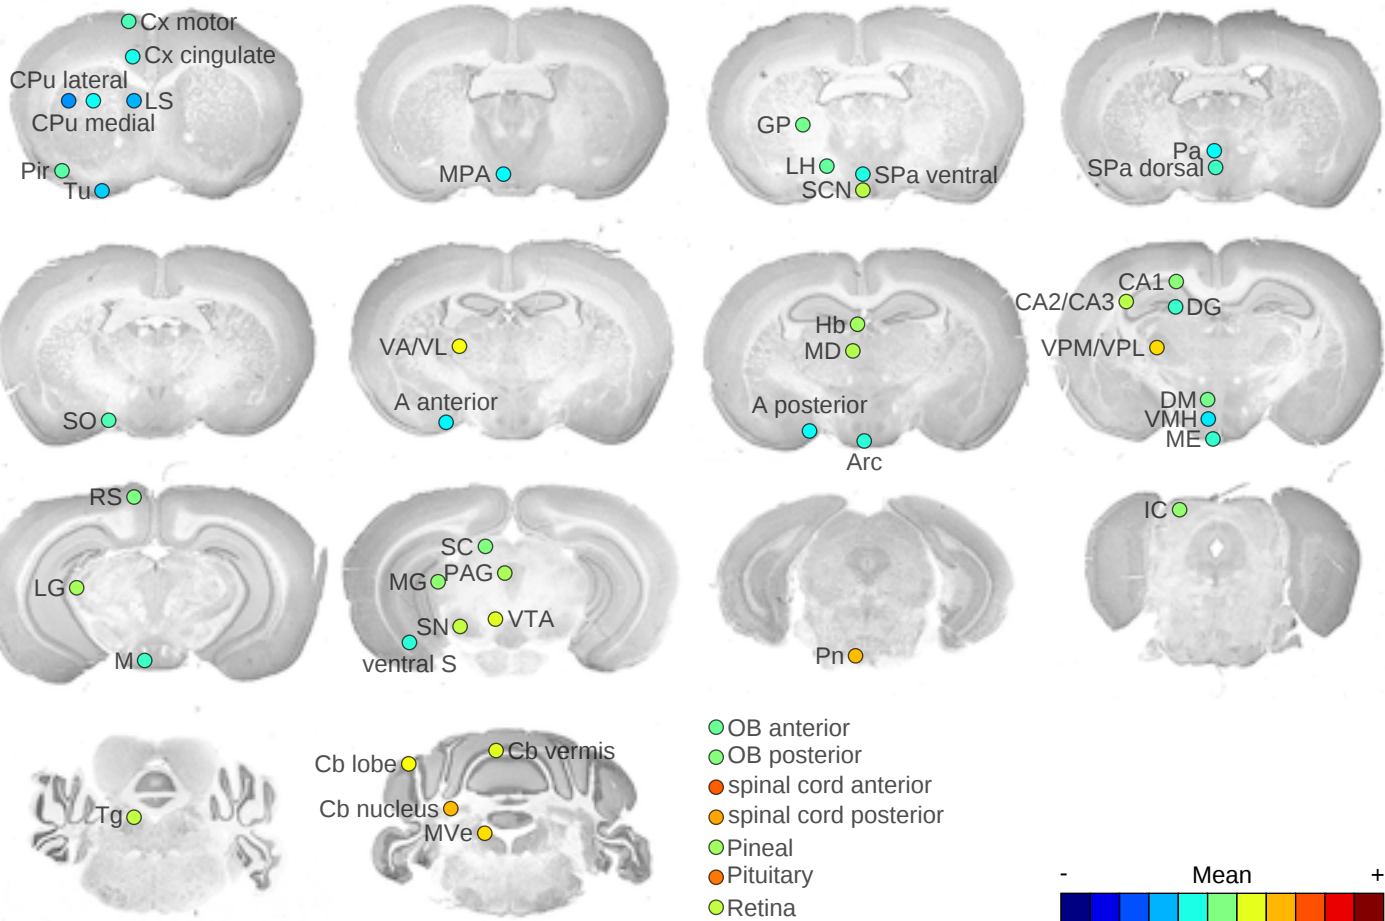 Cx motor
Cx cingulate
CPu lateral
LS
CPu medial
Pir
Tu
MPA
GP
LH
SPa ventral
SCN
Pa
SPa dorsal
SO
VA/VL
A anterior
Hb
MD
A posterior
Arc
CA1
CA2/CA3
DG
VPM/VPL
DM
VMH
ME
RS
LG
M
SC
MG
PAG
SN
VTA
ventral S
Pn
IC
Tg
Cb lobe
Cb vermis
Cb nucleus
MVe
OB anterior
OB posterior
spinal cord anterior
spinal cord posterior
Pineal
Pituitary
Retina
- Mean +